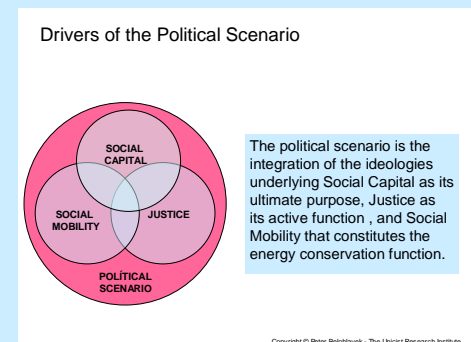 Drivers of the Political Scenario
SOCIAL
CAPITAL
SOCIAL
MOBILITY
JUSTICE
POLÍTICAL
SCENARIO
The political scenario is the
integration of the ideologies
underlying Social Capital as its
ultimate purpose, Justice as
its active function , and Social
Mobility that constitutes the
energy conservation function.
Copyright © Peter Belohlavek - The Unicist Research Institute